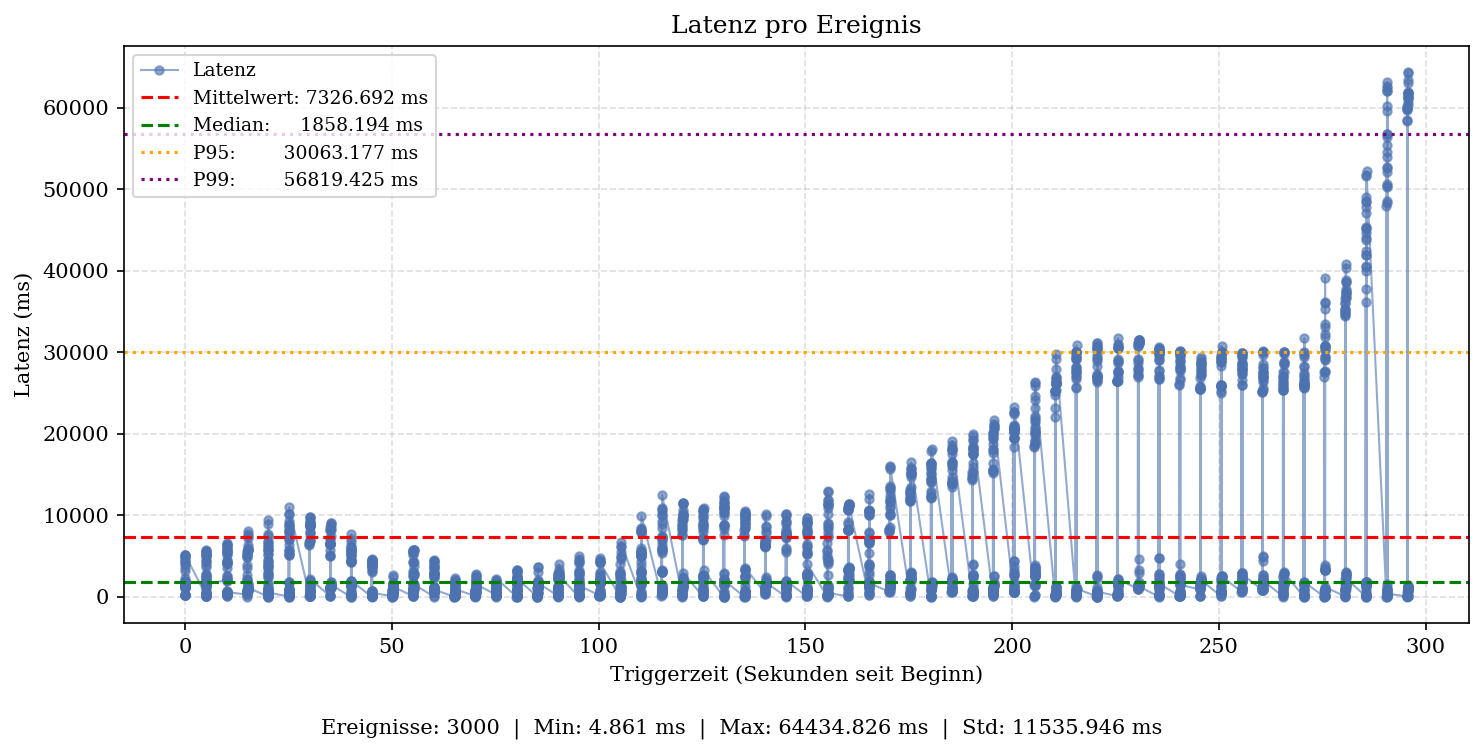 Latenz pro Ereignis
Latenz
Mittelwert: 7326.692 ms
Median: 1858.194 ms
P95: 30063.177 ms
P99: 56819.425 ms
Latenz (ms)
60000
50000
40000
30000
20000
10000
0
0 50 100 150 200 250 300
Triggerzeit (Sekunden seit Beginn)
Ereignisse: 3000 | Min: 4.861 ms | Max: 64434.826 ms | Std: 11535.946 ms